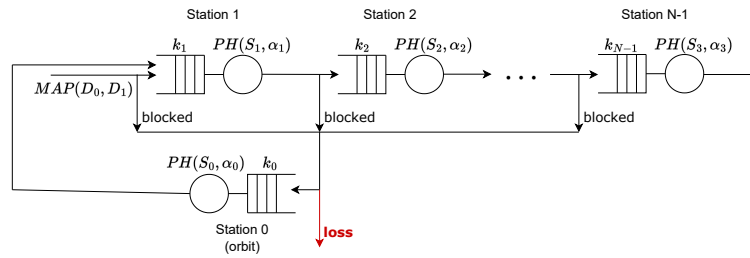 Station 1
Station 2
Station N-1
k₁
PH(S₁, α₁)
k₂
PH(S₂, α₂)
k_{N−1}
PH(S₃, α₃)
MAP(D₀, D₁)
. . .
blocked
blocked
blocked
PH(S₀, α₀)
k₀
Station 0
(orbit)
loss